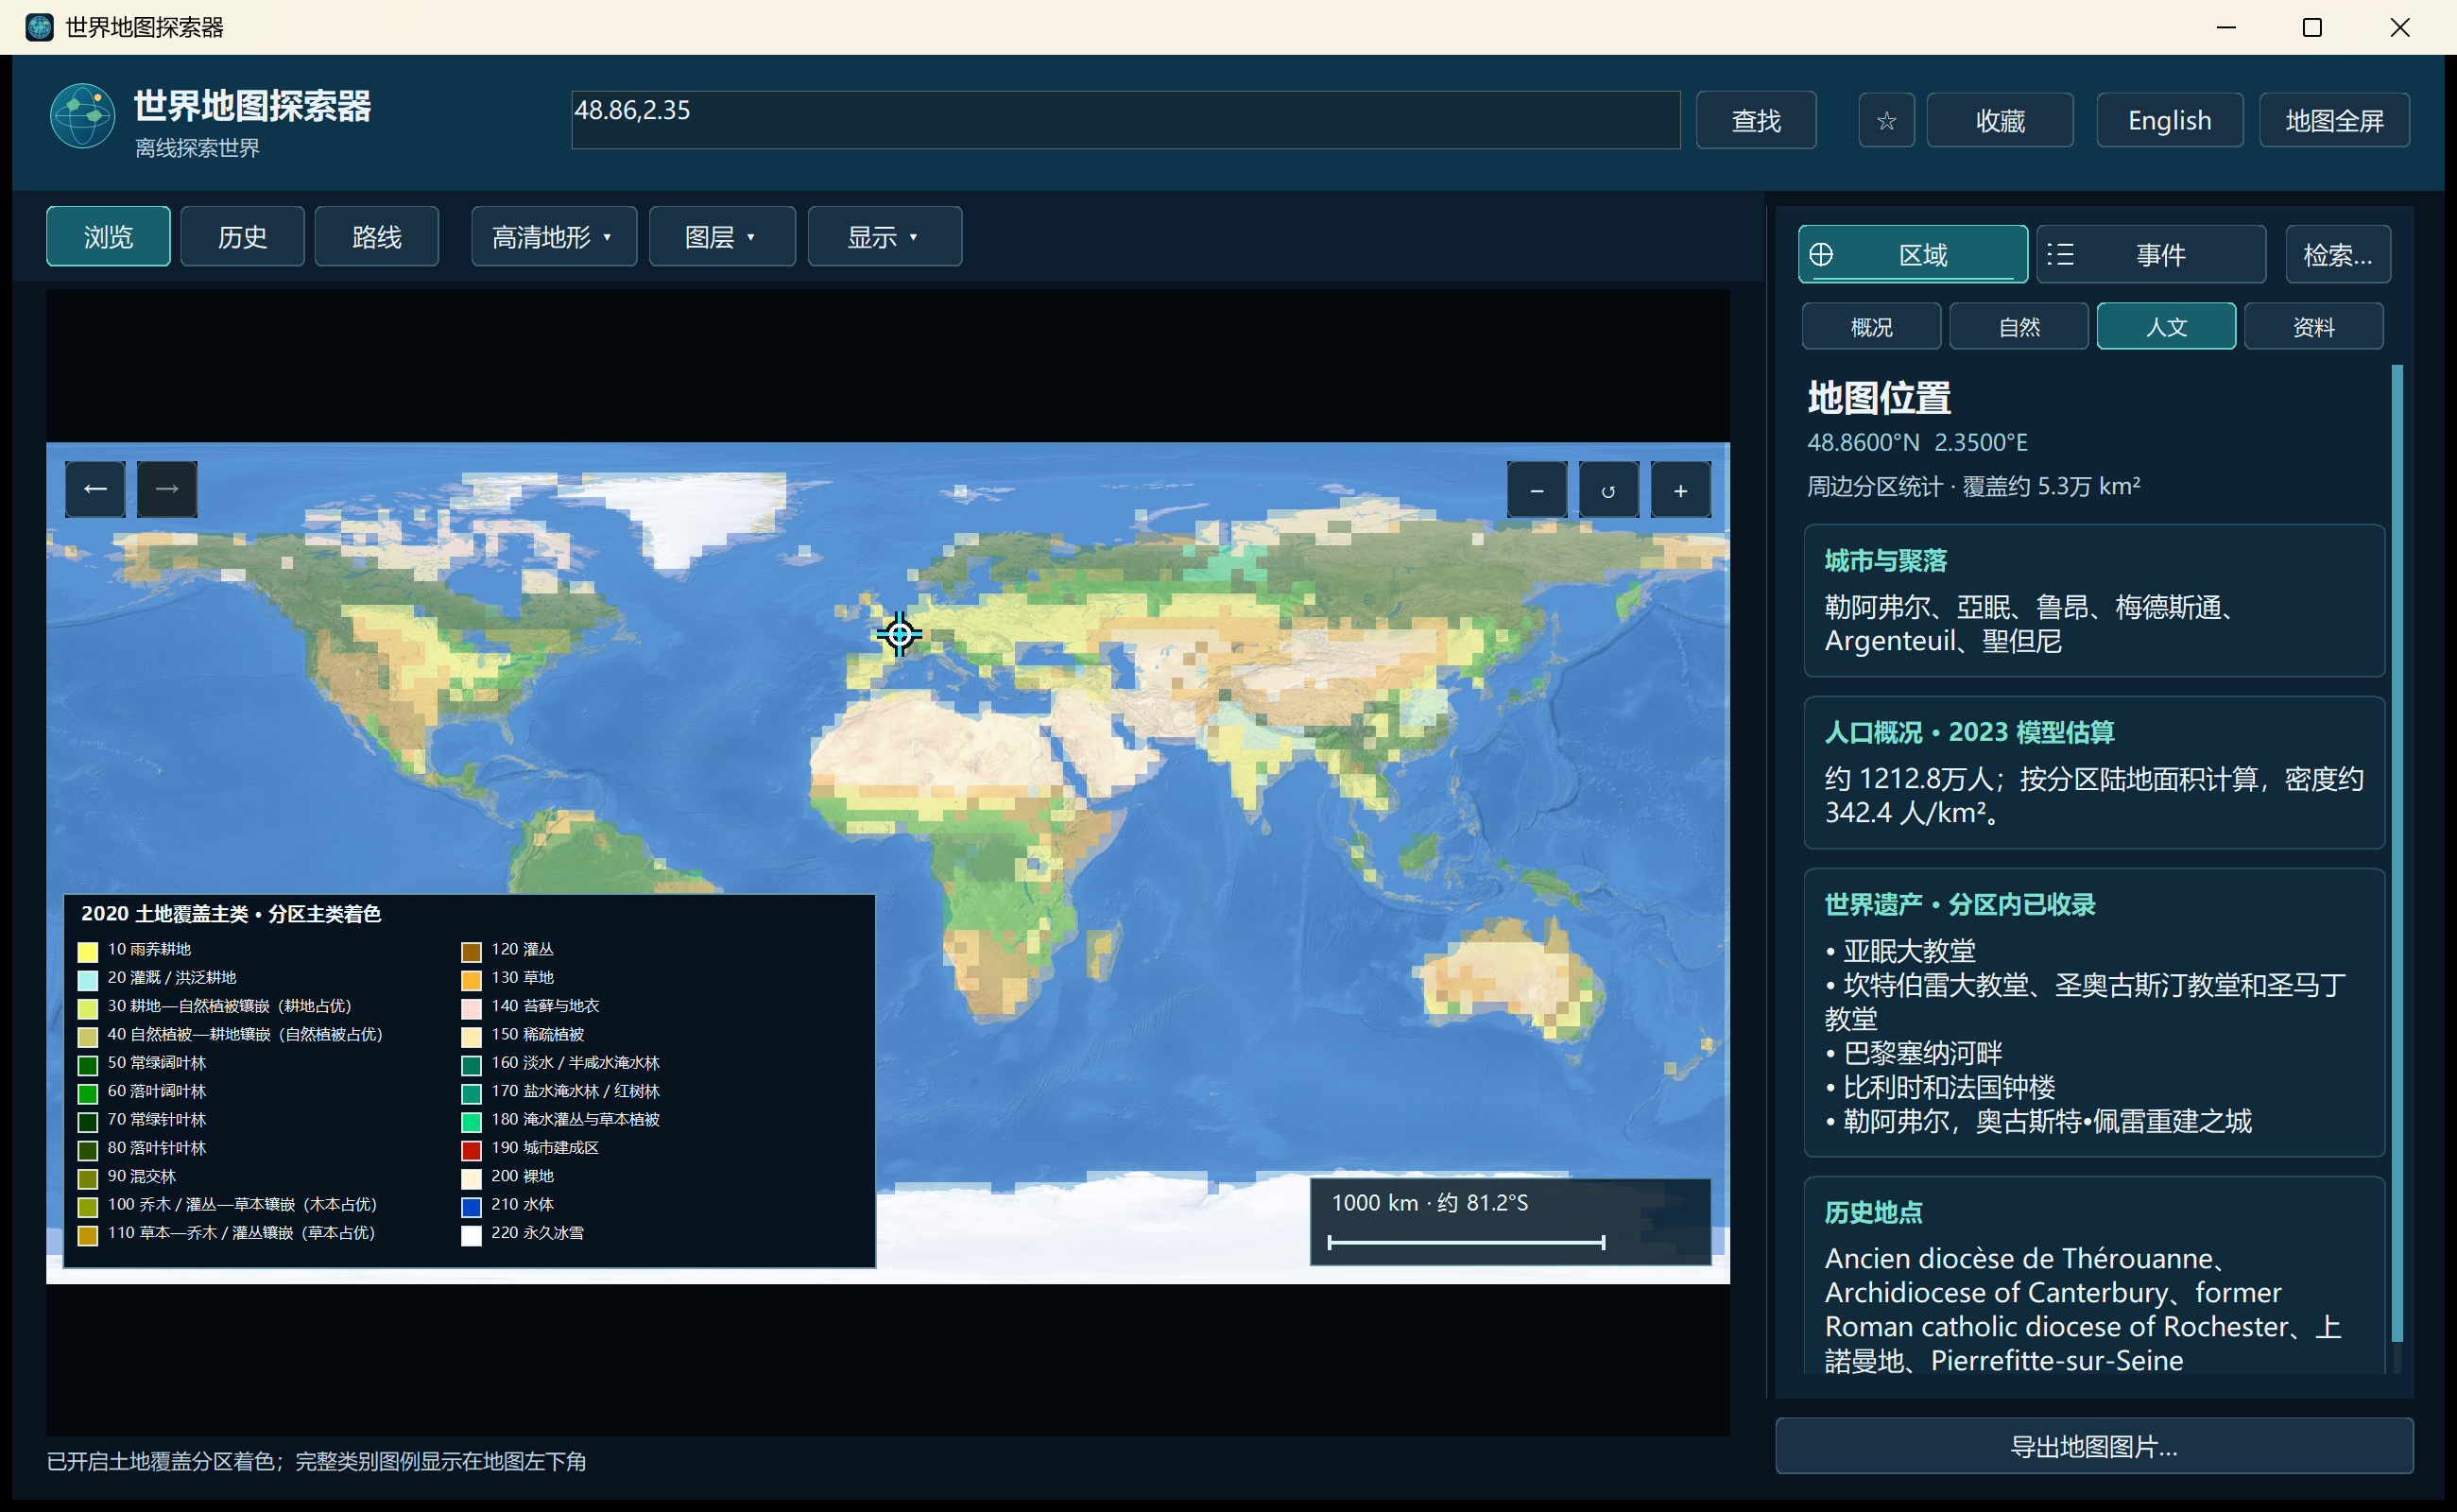 世界地图探索器
世界地图探索器
离线探索世界
48.86,2.35
查找
☆
收藏
English
地图全屏
浏览
历史
路线
高清地形 ▾
图层 ▾
显示 ▾
区域
事件
检索...
概况
自然
人文
资料
地图位置
48.8600°N 2.3500°E
周边分区统计 · 覆盖约 5.3万 km²
城市与聚落
勒阿弗尔、亞眠、鲁昂、梅德斯通、
Argenteuil、聖但尼
人口概况 • 2023 模型估算
约 1212.8万人；按分区陆地面积计算，密度约
342.4 人/km²。
世界遗产 • 分区内已收录
• 亚眠大教堂
• 坎特伯雷大教堂、圣奥古斯汀教堂和圣马丁
教堂
• 巴黎塞纳河畔
• 比利时和法国钟楼
• 勒阿弗尔，奥古斯特•佩雷重建之城
历史地点
Ancien diocèse de Thérouanne、
Archidiocese of Canterbury、former
Roman catholic diocese of Rochester、上
諾曼地、Pierrefitte-sur-Seine
导出地图图片...
← →
− ↺ +
2020 土地覆盖主类 • 分区主类着色
10 雨养耕地
20 灌溉 / 洪泛耕地
30 耕地—自然植被镶嵌（耕地占优）
40 自然植被—耕地镶嵌（自然植被占优）
50 常绿阔叶林
60 落叶阔叶林
70 常绿针叶林
80 落叶针叶林
90 混交林
100 乔木 / 灌丛—草本镶嵌（木本占优）
110 草本—乔木 / 灌丛镶嵌（草本占优）
120 灌丛
130 草地
140 苔藓与地衣
150 稀疏植被
160 淡水 / 半咸水淹水林
170 盐水淹水林 / 红树林
180 淹水灌丛与草本植被
190 城市建成区
200 裸地
210 水体
220 永久冰雪
1000 km · 约 81.2°S
已开启土地覆盖分区着色；完整类别图例显示在地图左下角